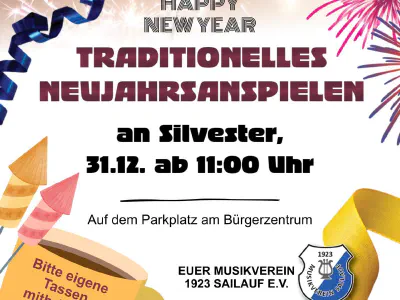 HAPPY
NEW YEAR
TRADITIONELLES
NEUJAHRSANSPIELEN
an Silvester,
31.12. ab 11:00 Uhr
Auf dem Parkplatz am Bürgerzentrum
Bitte eigene
Tassen
EUER MUSIKVEREIN
1923 SAILAUF E.V.
1923